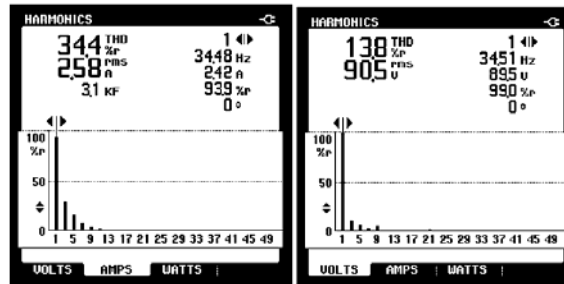 HARMONICS
34.4 THD %r
2.58 rms A
3.1 KF
1
34.48 Hz
2.42 A
93.9 %r
0 °
100
%r
50
0
1 5 9 13 17 21 25 29 33 37 41 45 49
VOLTS AMPS WATTS
HARMONICS
13.8 THD %r
90.5 rms V
1
34.51 Hz
89.5 V
99.0 %r
0 °
100
%r
50
0
1 5 9 13 17 21 25 29 33 37 41 45 49
VOLTS AMPS WATTS